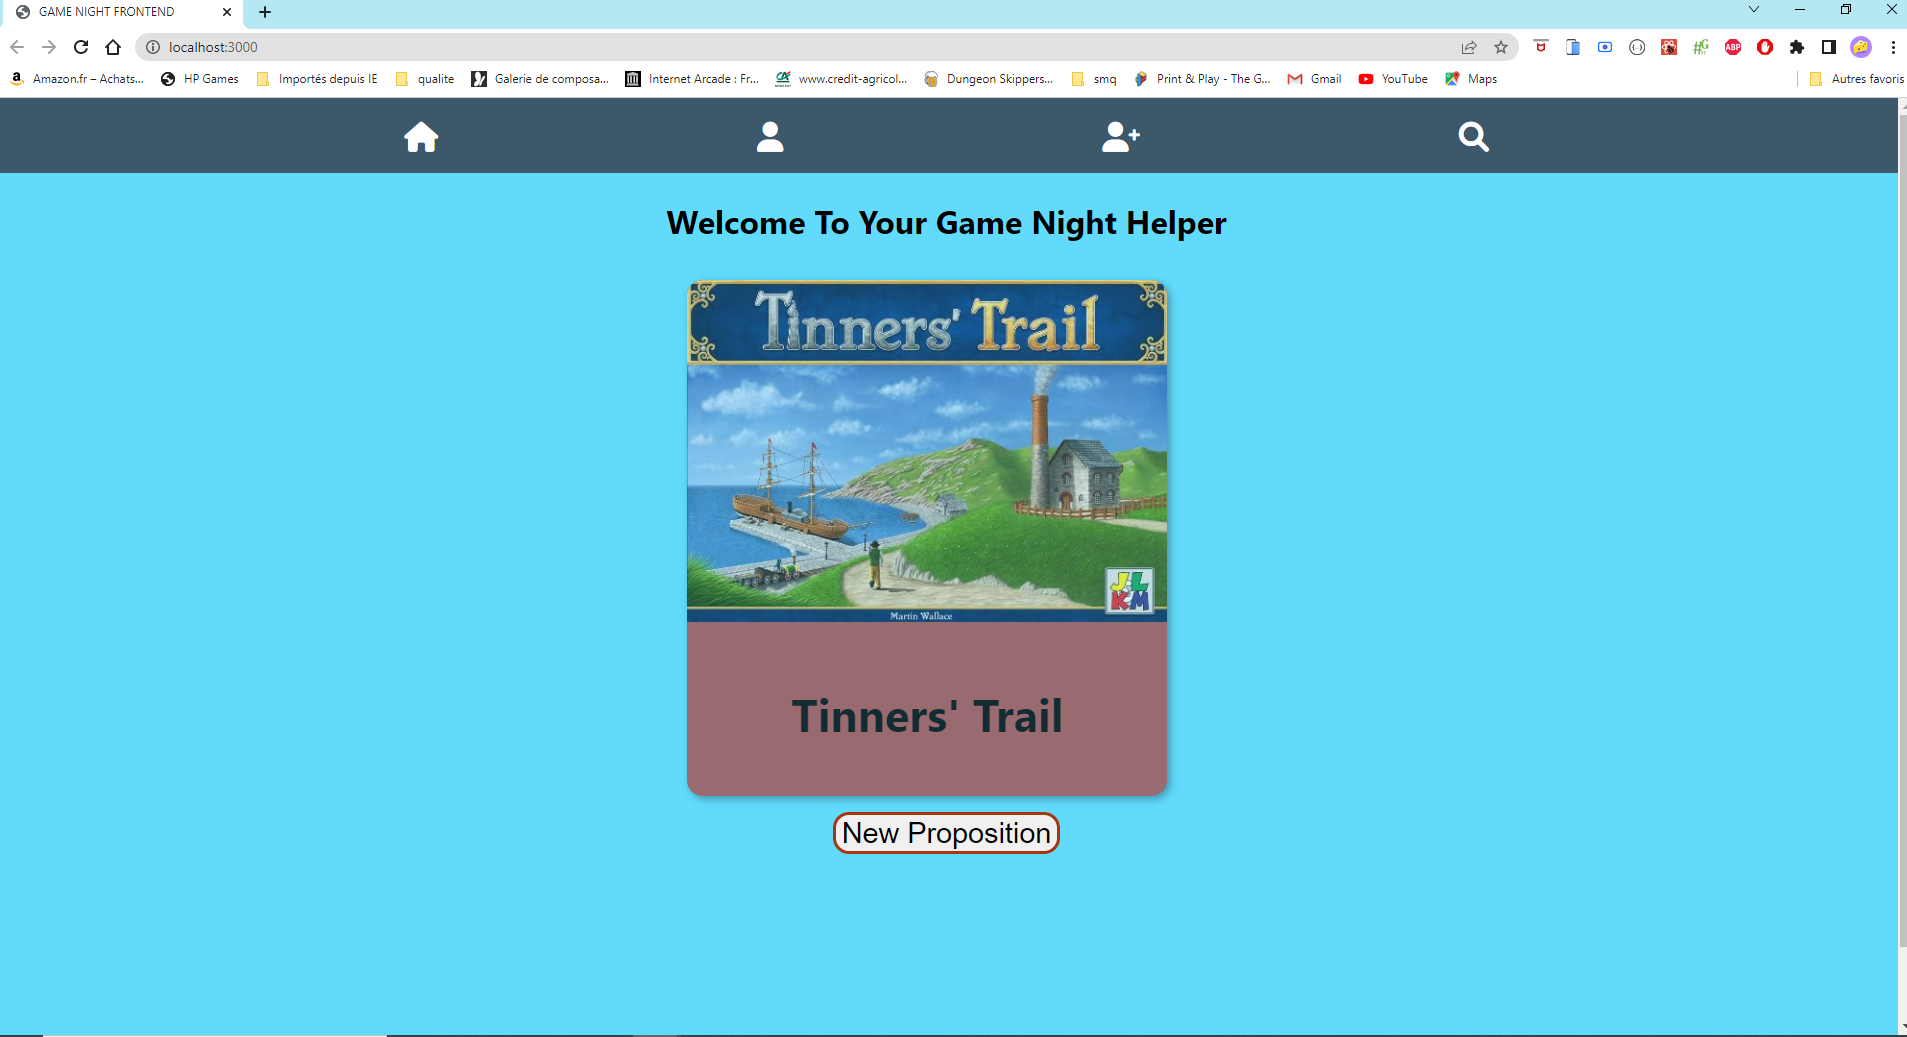 GAME NIGHT FRONTEND
localhost:3000
ABP
Amazon.fr – Achats... HP Games Importés depuis IE qualite Galerie de composa... Internet Arcade : Fr... www.credit-agricol... Dungeon Skippers... smq Print & Play - The G... Gmail YouTube Maps Autres favoris
Welcome To Your Game Night Helper
Tinners' Trail
JLKM
Martin Wallace
Tinners' Trail
New Proposition